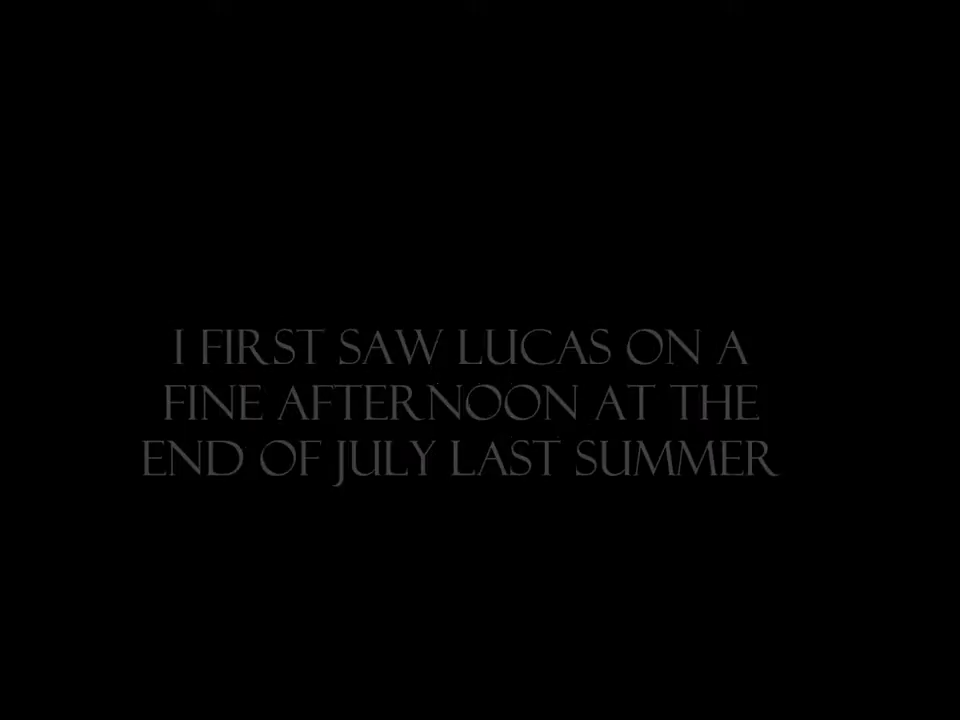 I FIRST SAW LUCAS ON A
FINE AFTERNOON AT THE
END OF JULY LAST SUMMER